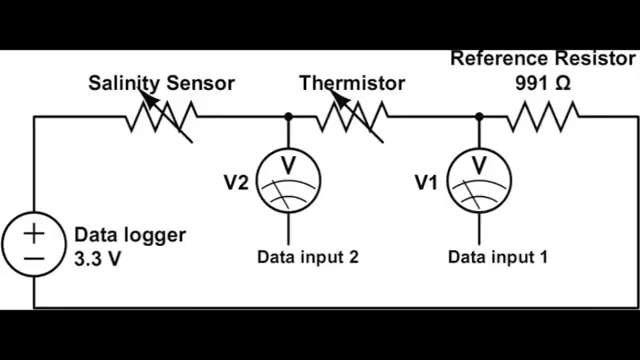 Reference Resistor
991 Ω
Salinity Sensor
Thermistor
V
V
V2
V1
+
−
Data logger
3.3 V
Data input 2
Data input 1